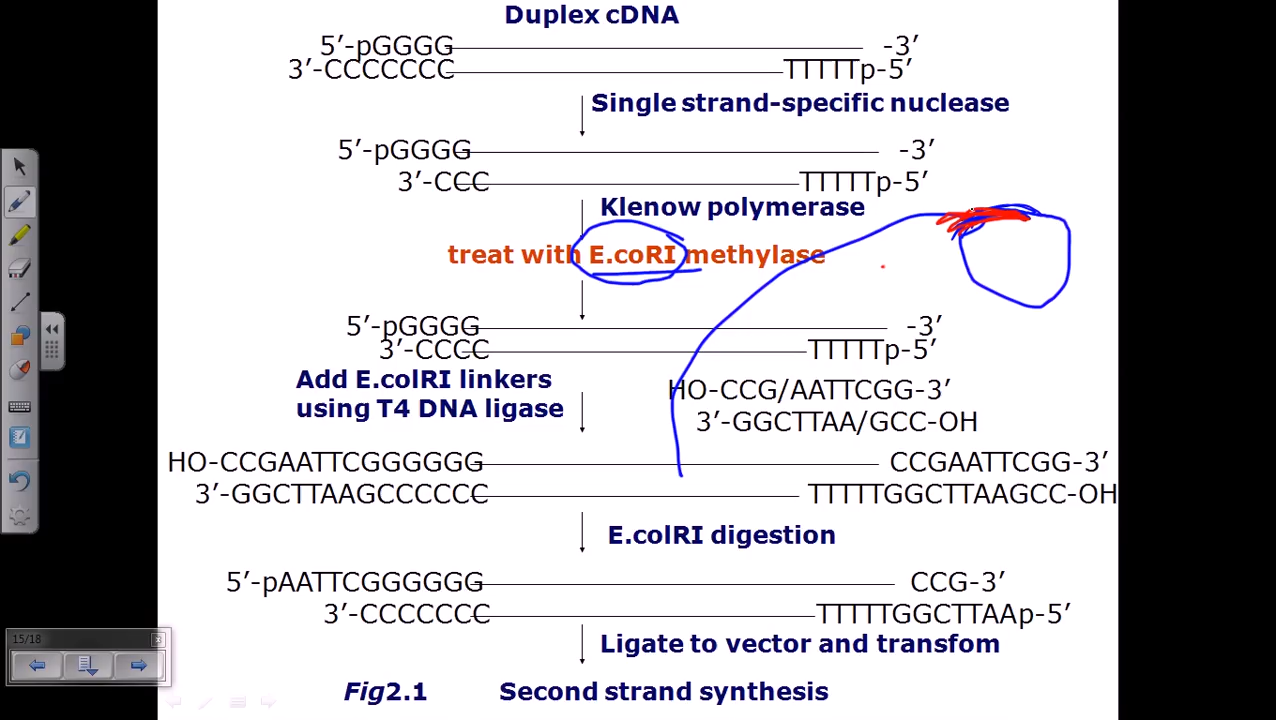 Duplex cDNA
5’-pGGGG -3’
3’-CCCCCCC TTTTTp-5’
Single strand-specific nuclease
5’-pGGGG -3’
3’-CCC TTTTTp-5’
Klenow polymerase
treat with E.coRI methylase
5’-pGGGG -3’
3’-CCCC TTTTTp-5’
Add E.colRI linkers
using T4 DNA ligase
HO-CCG/AATTCGG-3’
3’-GGCTTAA/GCC-OH
HO-CCGAATTCGGGGGG CCGAATTCGG-3’
3’-GGCTTAAGCCCCCC TTTTTGGCTTAAGCC-OH
E.colRI digestion
5’-pAATTCGGGGGG CCG-3’
3’-CCCCCCC TTTTTGGCTTAAp-5’
Ligate to vector and transfom
Fig2.1 Second strand synthesis
15/18